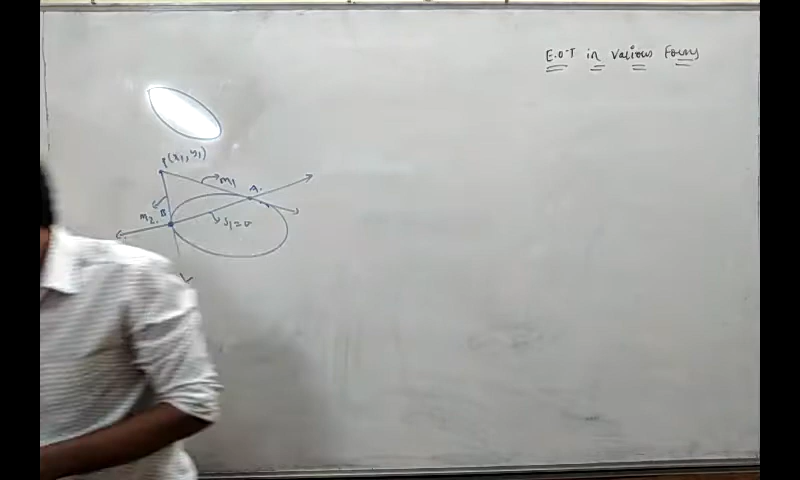 E.O.T in Various Forms
P(x1, y1)
m1
A
m2
B
S1=0